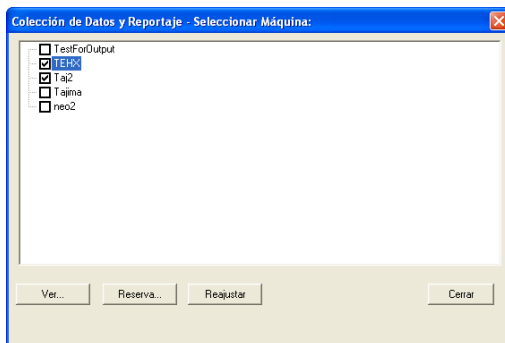 Colección de Datos y Reportaje - Seleccionar Máquina:
TestForOutput
TEHX
Taj2
Tajima
neo2
Ver... Reserva... Reajustar Cerrar